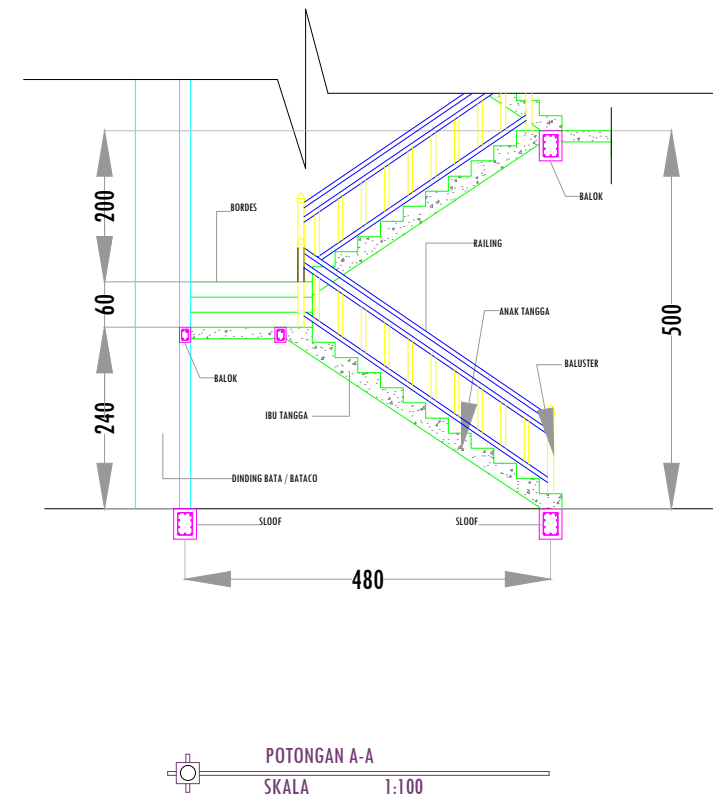 200
BORDES
BALOK
RAILING
60
ANAK TANGGA
500
BALUSTER
BALOK
240
IBU TANGGA
DINDING BATA / BATACO
SLOOF
SLOOF
480
POTONGAN A-A
SKALA 1:100